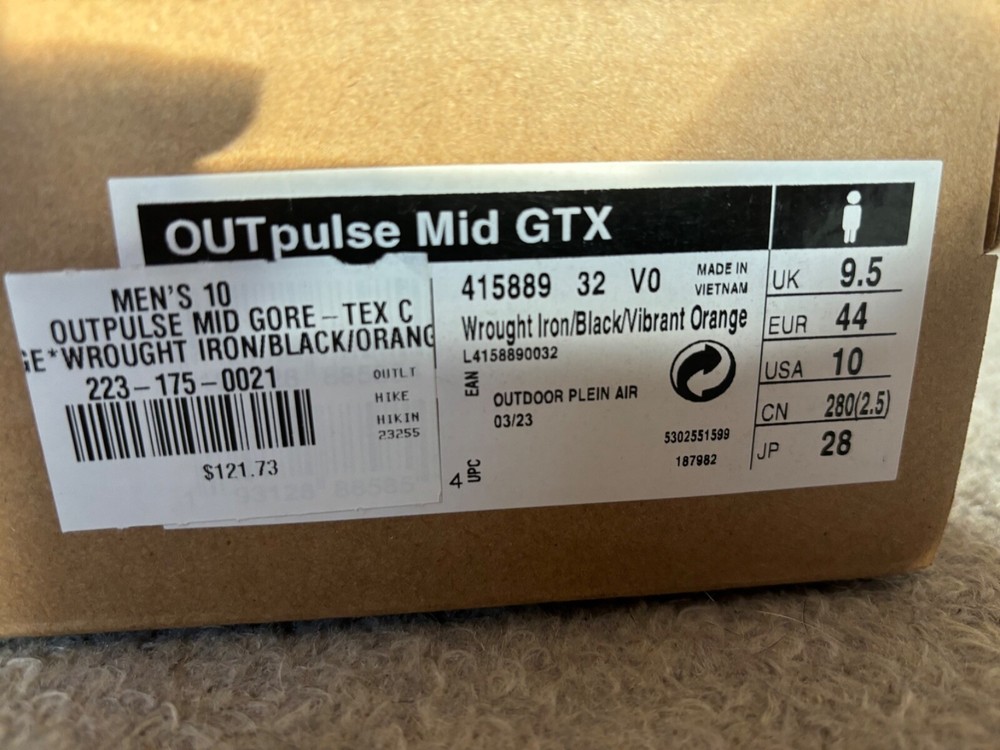 OUTpulse Mid GTX
MEN'S 10
OUTPULSE MID GORE-TEX C
GE*WROUGHT IRON/BLACK/ORANG
223-175-0021
OUTLT
HIKE
HIKIN
23255
$121.73
415889 32 V0
MADE IN
VIETNAM
Wrought Iron/Black/Vibrant Orange
L4158890032
EAN
OUTDOOR PLEIN AIR
03/23
5302551599
187982
4
UPC
UK 9.5
EUR 44
USA 10
CN 280(2.5)
JP 28